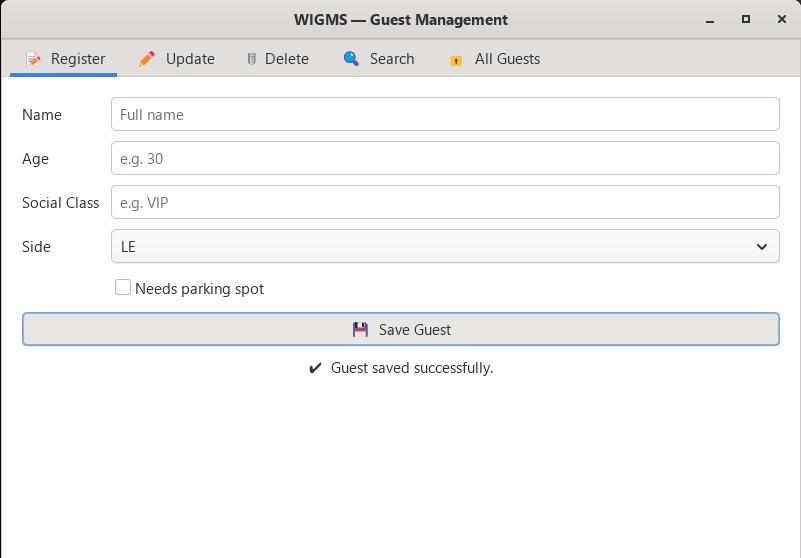 WIGMS — Guest Management
Register Update Delete Search All Guests
Name Full name
Age e.g. 30
Social Class e.g. VIP
Side LE
Needs parking spot
Save Guest
✔ Guest saved successfully.